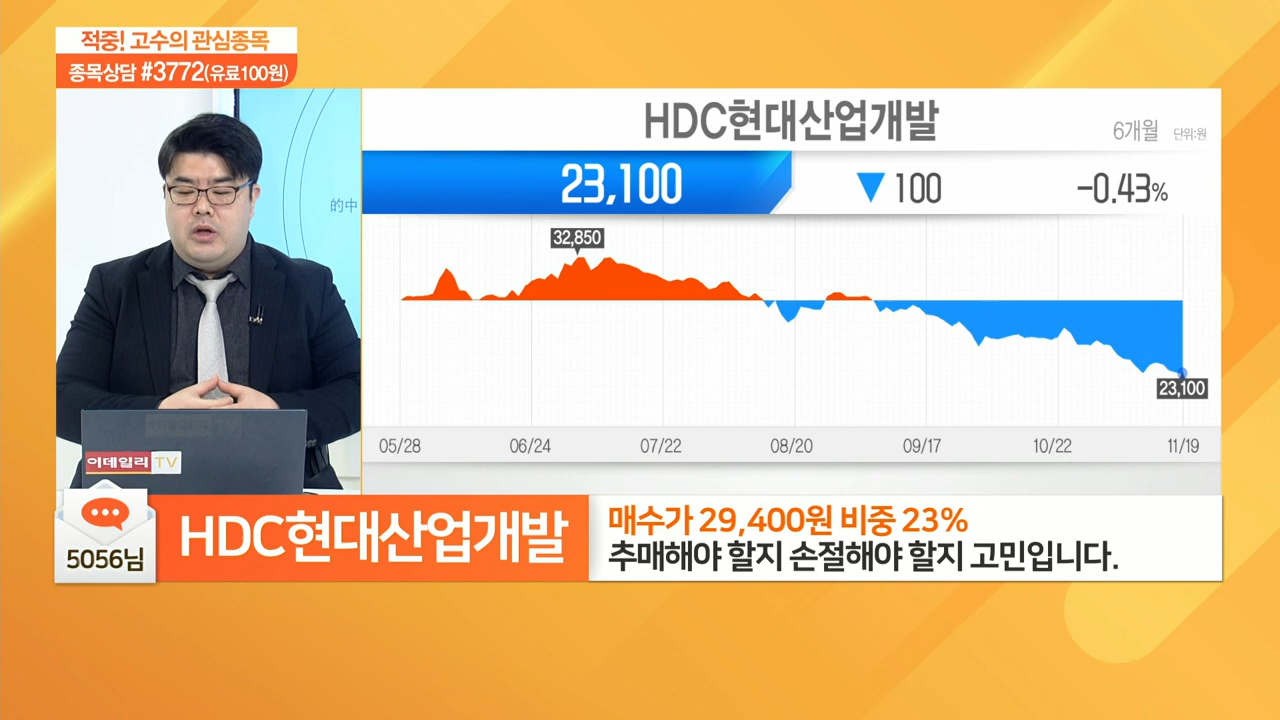 적중! 고수의 관심종목
종목상담 #3772(유료100원)
HDC현대산업개발
6개월 단위:원
23,100 ▼ 100 -0.43%
的中
32,850
23,100
05/28 06/24 07/22 08/20 09/17 10/22 11/19
이데일리 TV
5056님
HDC현대산업개발
매수가 29,400원 비중 23%
추매해야 할지 손절해야 할지 고민입니다.